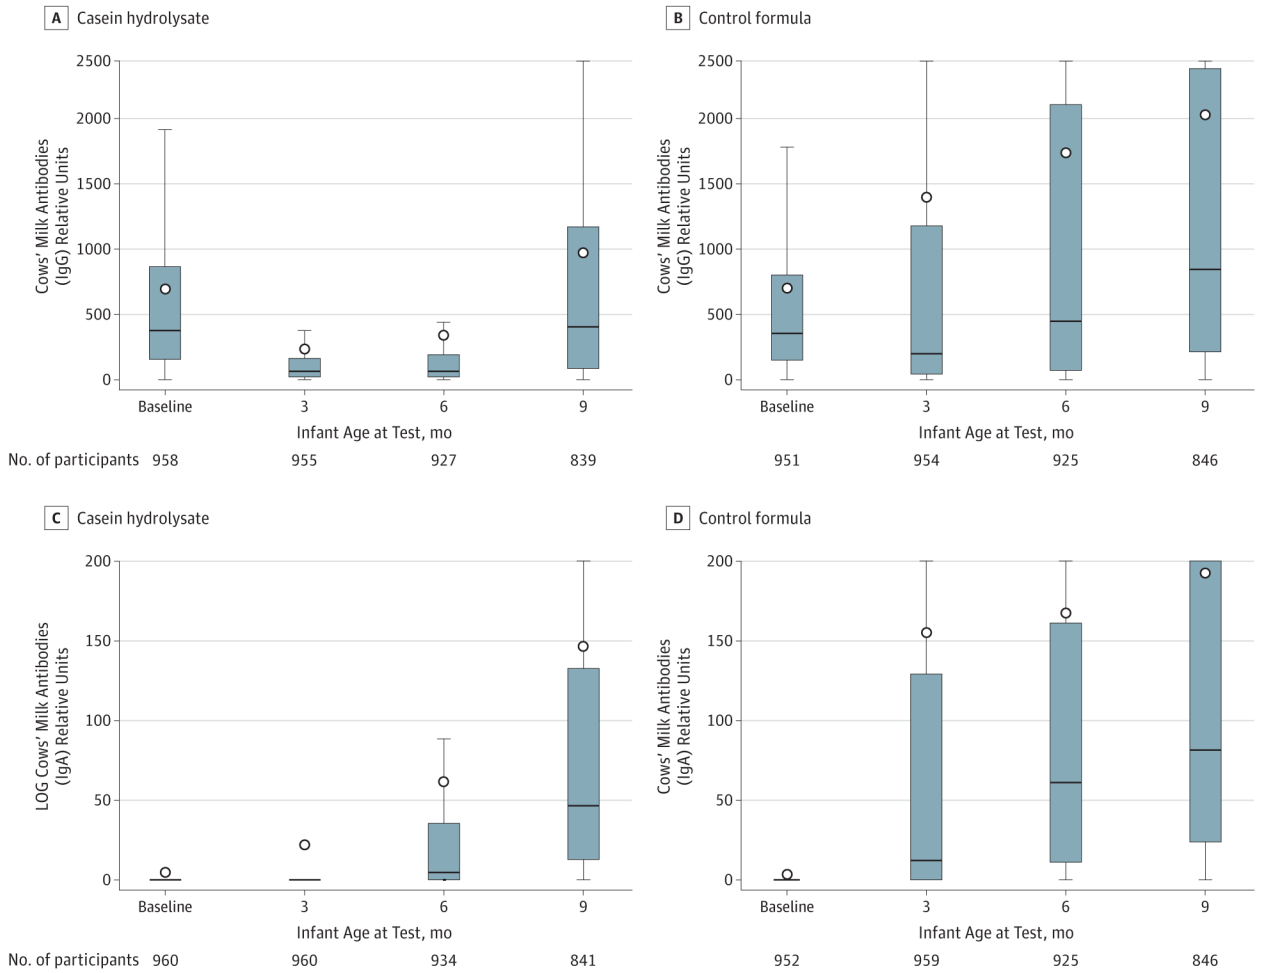 A Casein hydrolysate
2500
2000
1500
1000
500
0
Cows' Milk Antibodies
(IgG) Relative Units
Baseline 3 6 9
Infant Age at Test, mo
No. of participants 958 955 927 839
B Control formula
2500
2000
1500
1000
500
0
Cows' Milk Antibodies
(IgG) Relative Units
Baseline 3 6 9
Infant Age at Test, mo
951 954 925 846
C Casein hydrolysate
200
150
100
50
0
LOG Cows' Milk Antibodies
(IgA) Relative Units
Baseline 3 6 9
Infant Age at Test, mo
No. of participants 960 960 934 841
D Control formula
200
150
100
50
0
Cows' Milk Antibodies
(IgA) Relative Units
Baseline 3 6 9
Infant Age at Test, mo
952 959 925 846